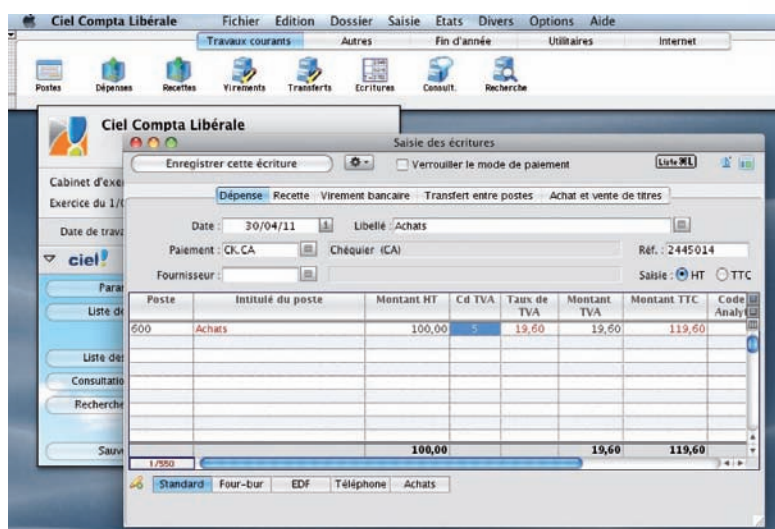 Ciel Compta Libérale Fichier Edition Dossier Saisie Etats Divers Options Aide
Travaux courants Autres Fin d'année Utilitaires Internet
Postes Dépenses Recettes Virements Transferts Ecritures Consult. Recherche
Ciel Compta Libérale
Saisie des écritures
Enregistrer cette écriture Verrouiller le mode de paiement Liste ⌘L
Cabinet d'exe
Dépense Recette Virement bancaire Transfert entre postes Achat et vente de titres
Exercice du 1/0
Date : 30/04/11 Libellé : Achats
Date de trava
Paiement : CK.CA Chéquier (CA) Réf. : 2445014
ciel!
Fournisseur : Saisie : HT TTC
Para
Poste Intitulé du poste Montant HT Cd TVA Taux de TVA Montant TVA Montant TTC Code Analyt
Liste de
600 Achats 100,00 5 19,60 19,60 119,60
Liste des
Consultatio
Recherche
Sauve
100,00 19,60 119,60
1/550
Standard Four-bur EDF Téléphone Achats